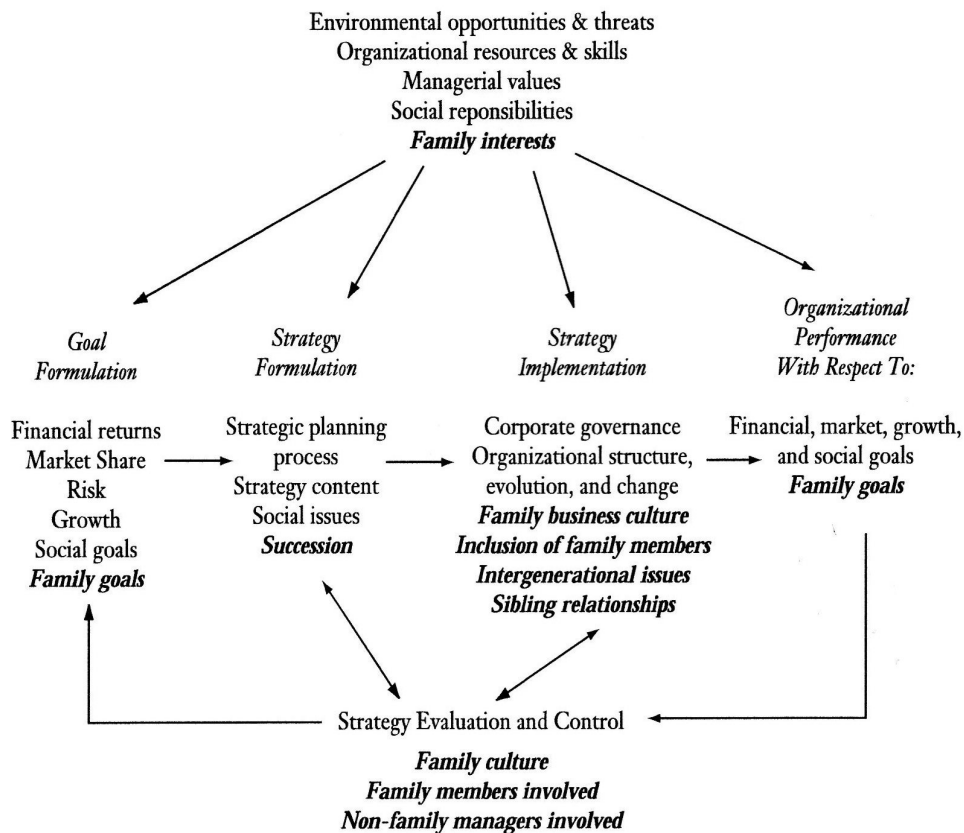 Environmental opportunities & threats
Organizational resources & skills
Managerial values
Social reponsibilities
Family interests
Goal
Formulation
Financial returns
Market Share
Risk
Growth
Social goals
Family goals
Strategy
Formulation
Strategic planning
process
Strategy content
Social issues
Succession
Strategy
Implementation
Corporate governance
Organizational structure,
evolution, and change
Family business culture
Inclusion of family members
Intergenerational issues
Sibling relationships
Organizational
Performance
With Respect To:
Financial, market, growth,
and social goals
Family goals
Strategy Evaluation and Control
Family culture
Family members involved
Non-family managers involved